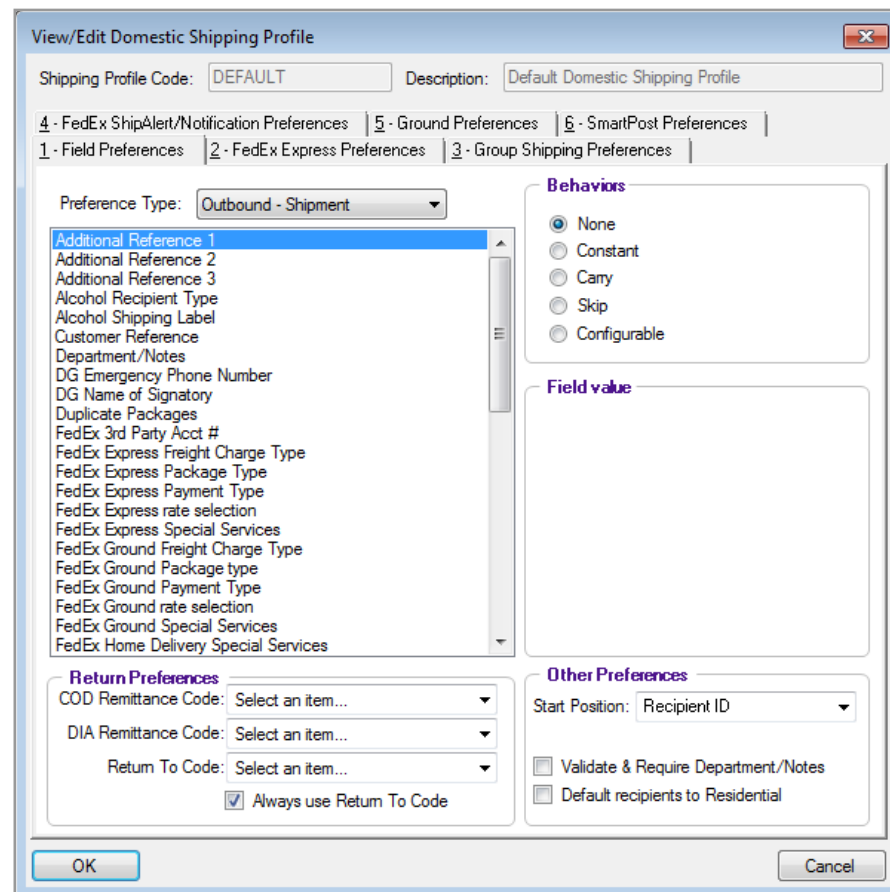 View/Edit Domestic Shipping Profile
Shipping Profile Code: DEFAULT Description: Default Domestic Shipping Profile
4 - FedEx ShipAlert/Notification Preferences 5 - Ground Preferences 6 - SmartPost Preferences
1 - Field Preferences 2 - FedEx Express Preferences 3 - Group Shipping Preferences
Preference Type: Outbound - Shipment
Additional Reference 1
Additional Reference 2
Additional Reference 3
Alcohol Recipient Type
Alcohol Shipping Label
Customer Reference
Department/Notes
DG Emergency Phone Number
DG Name of Signatory
Duplicate Packages
FedEx 3rd Party Acct #
FedEx Express Freight Charge Type
FedEx Express Package Type
FedEx Express Payment Type
FedEx Express rate selection
FedEx Express Special Services
FedEx Ground Freight Charge Type
FedEx Ground Package type
FedEx Ground Payment Type
FedEx Ground rate selection
FedEx Ground Special Services
FedEx Home Delivery Special Services
Behaviors
None
Constant
Carry
Skip
Configurable
Field value
Return Preferences
COD Remittance Code: Select an item...
DIA Remittance Code: Select an item...
Return To Code: Select an item...
Always use Return To Code
Other Preferences
Start Position: Recipient ID
Validate & Require Department/Notes
Default recipients to Residential
OK
Cancel